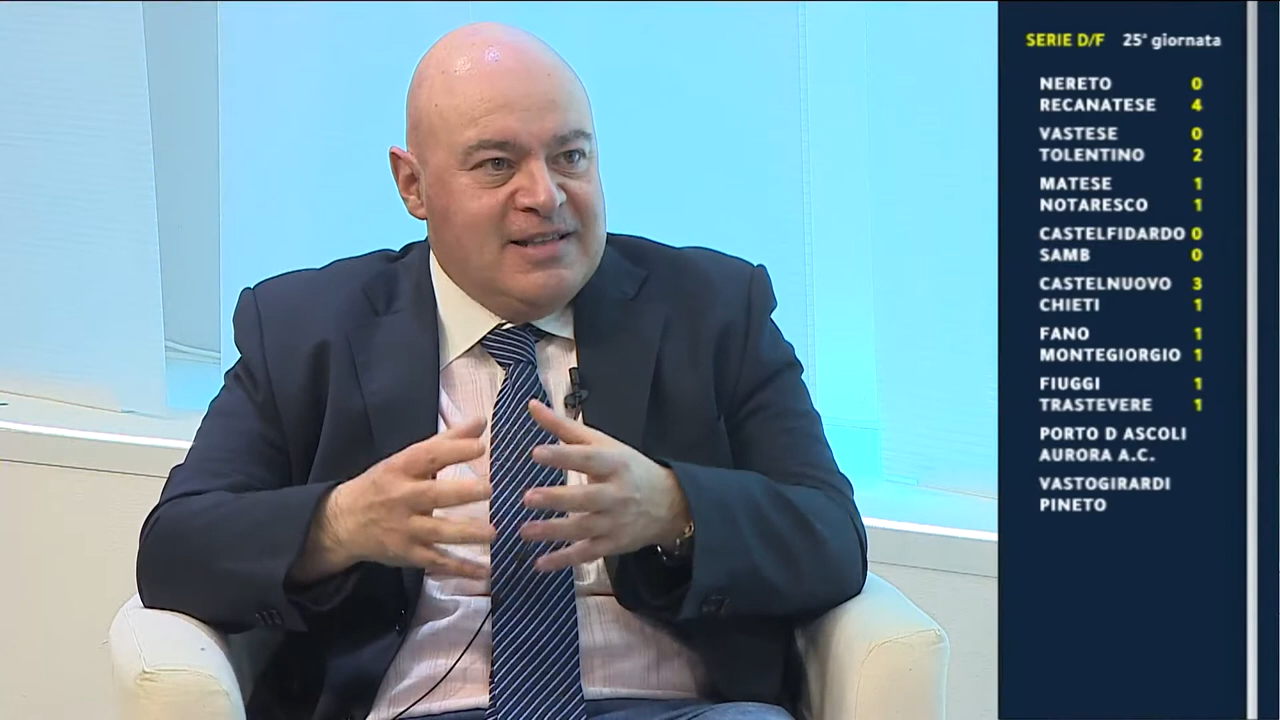 SERIE D/F 25ª giornata
NERETO 0
RECANATESE 4
VASTESE 0
TOLENTINO 2
MATESE 1
NOTARESCO 1
CASTELFIDARDO 0
SAMB 0
CASTELNUOVO 3
CHIETI 1
FANO 1
MONTEGIORGIO 1
FIUGGI 1
TRASTEVERE 1
PORTO D ASCOLI
AURORA A.C.
VASTOGIRARDI
PINETO